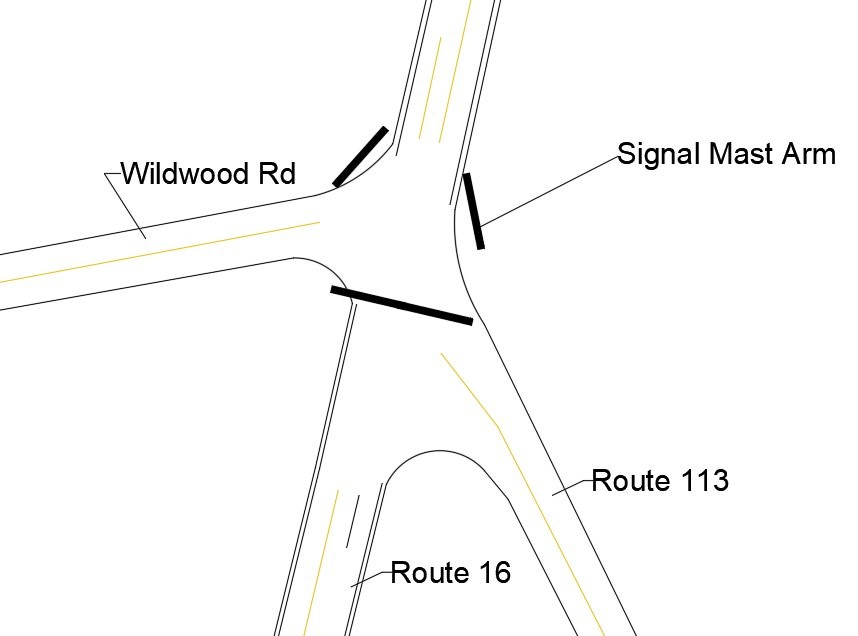 Signal Mast Arm
Wildwood Rd
Route 113
Route 16